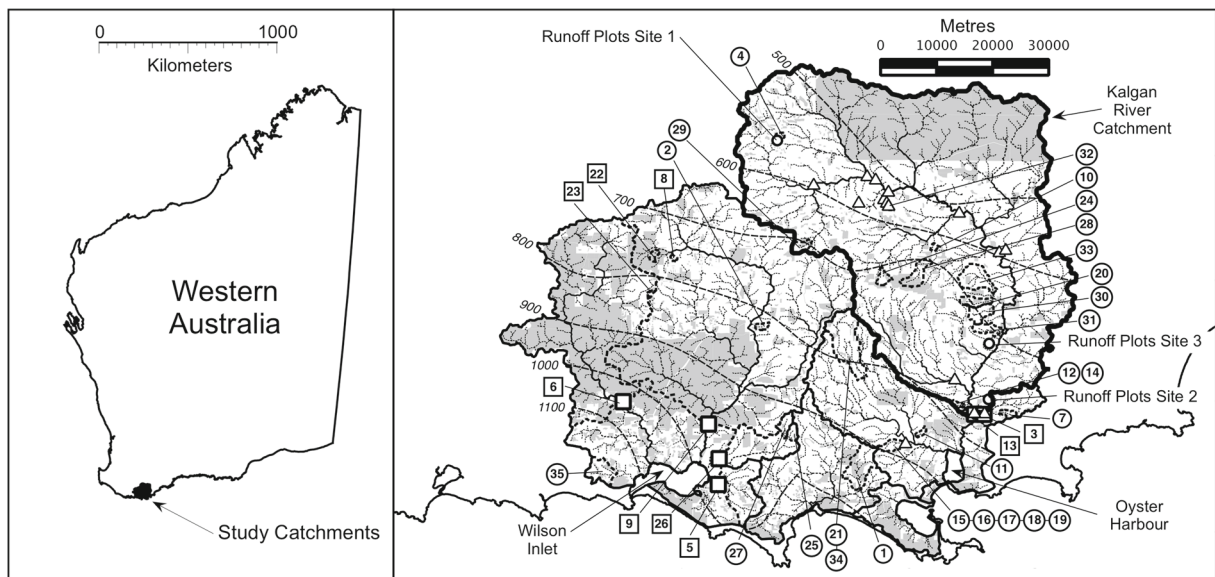 0 1000
Kilometers
Western
Australia
Study Catchments
Metres
0 10000 20000 30000
Runoff Plots Site 1
4
500
Kalgan
River
Catchment
29
2
32
22
8
600
10
23
24
700
28
800
33
20
900
30
31
Runoff Plots Site 3
1000
6
12 14
1100
Runoff Plots Site 2
7
3
13
35
11
Wilson
Inlet
9 26
5
27
25
21
34
1
15 16 17 18 19
Oyster
Harbour